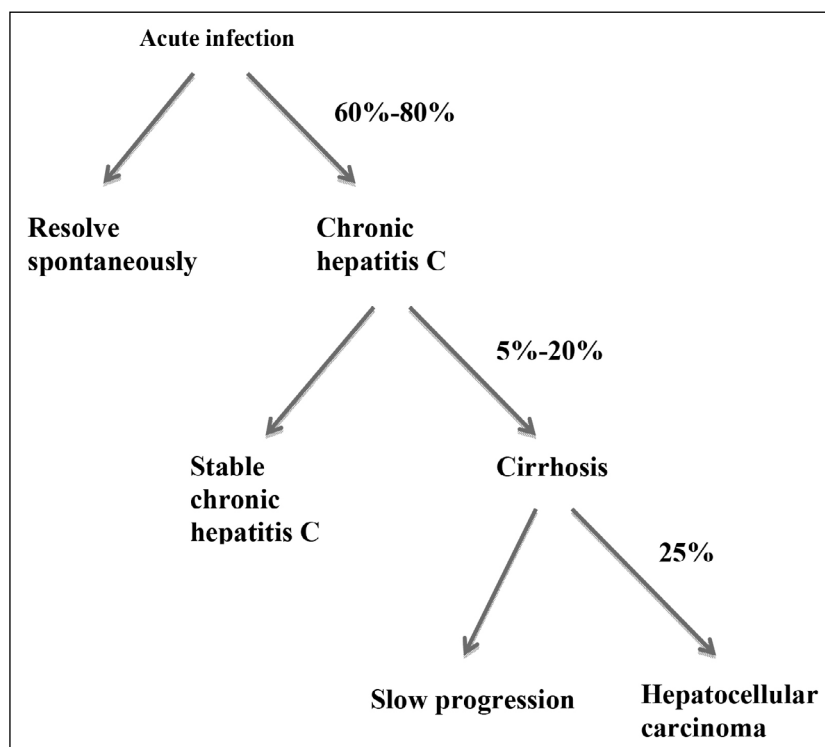 Acute infection
60%-80%
Resolve
spontaneously
Chronic
hepatitis C
5%-20%
Stable
chronic
hepatitis C
Cirrhosis
25%
Slow progression
Hepatocellular
carcinoma